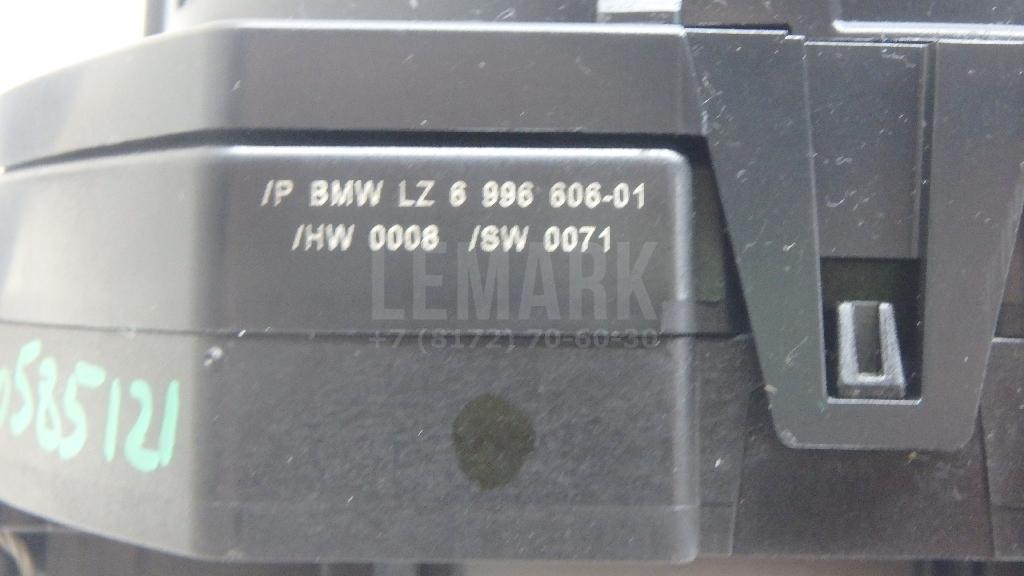 /P BMW LZ 6 996 606-01
/HW 0008 /SW 0071
LEMARK
+7 (8172) 70-60-30
0585121